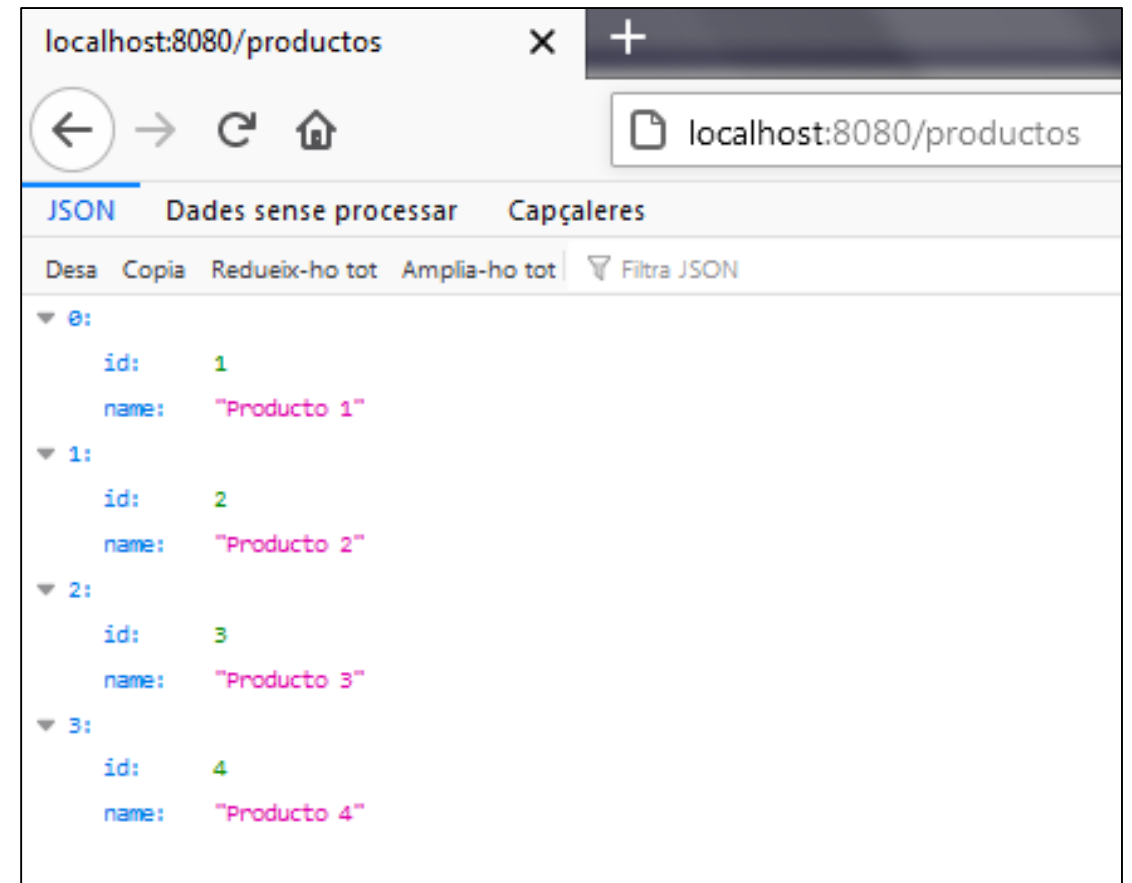 localhost:8080/productos
localhost:8080/productos
JSON Dades sense processar Capçaleres
Desa Copia Redueix-ho tot Amplia-ho tot Filtra JSON
0:
id: 1
name: "Producto 1"
1:
id: 2
name: "Producto 2"
2:
id: 3
name: "Producto 3"
3:
id: 4
name: "Producto 4"